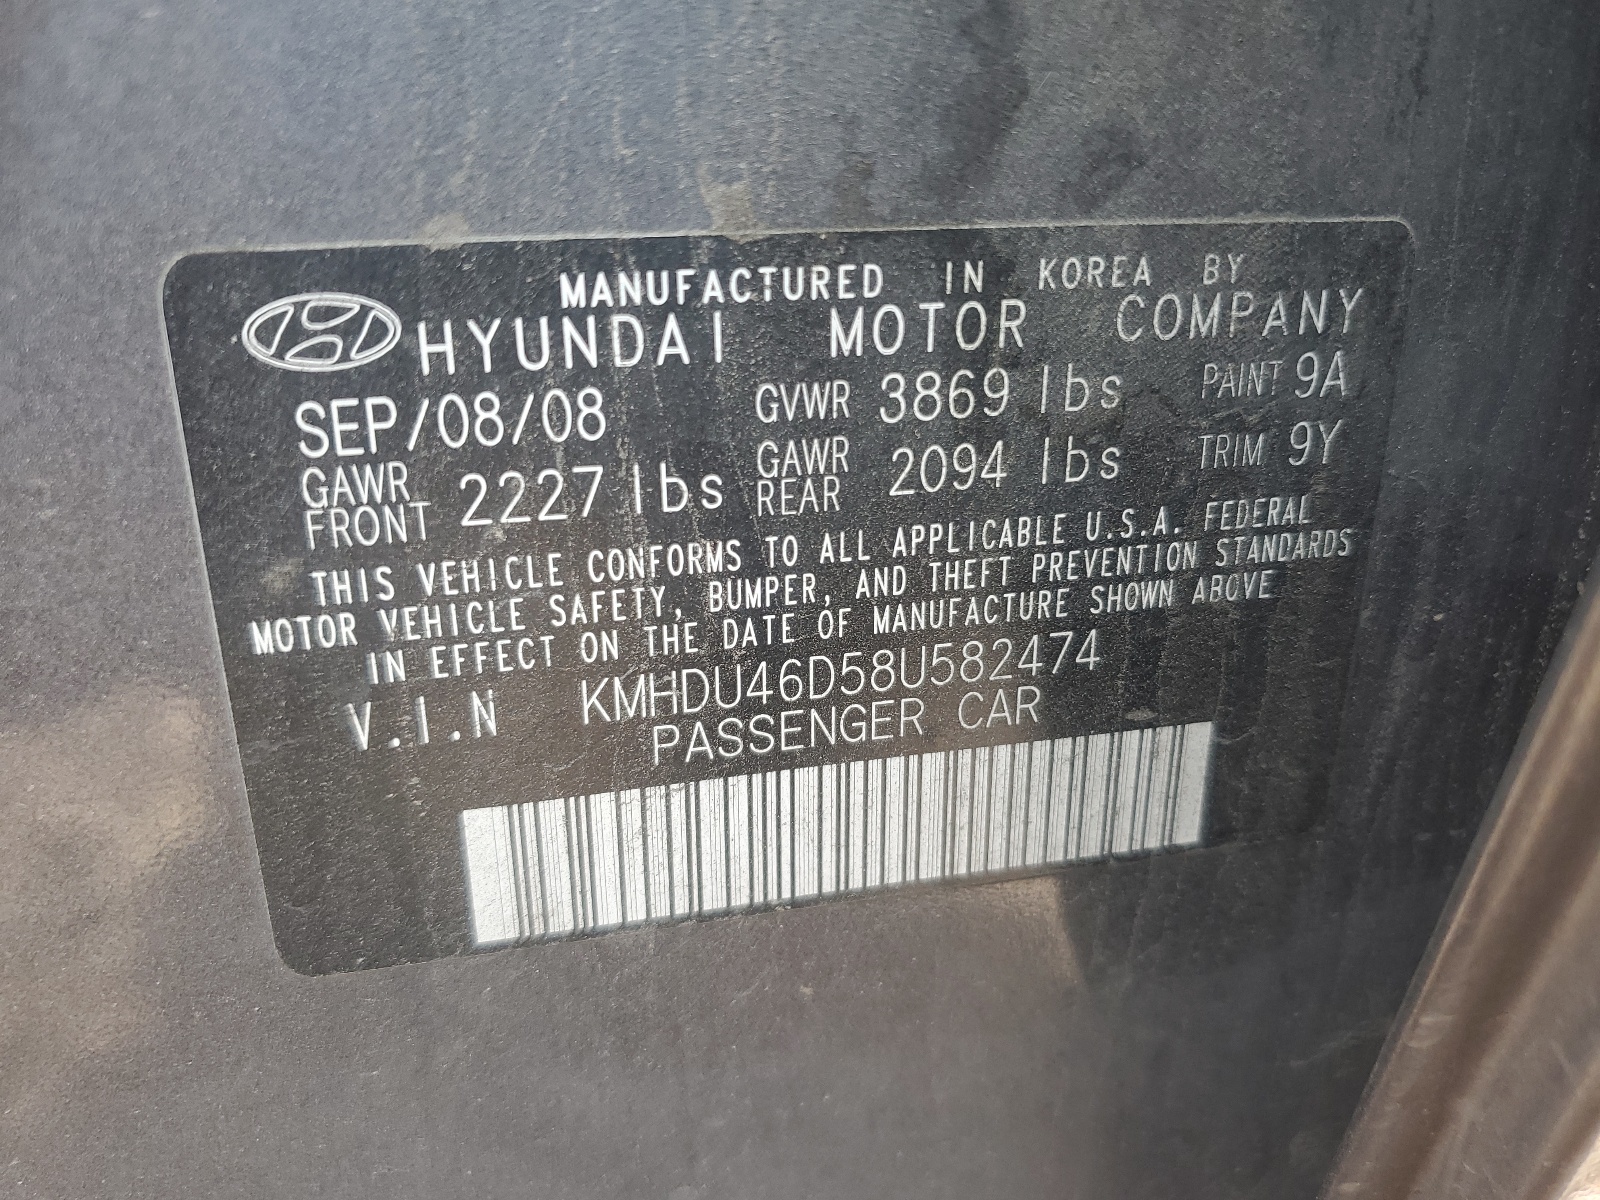 MANUFACTURED IN KOREA BY
HYUNDAI MOTOR COMPANY
SEP/08/08 GVWR 3869 lbs PAINT 9A
GAWR FRONT 2227 lbs GAWR REAR 2094 lbs TRIM 9Y
THIS VEHICLE CONFORMS TO ALL APPLICABLE U.S.A. FEDERAL
MOTOR VEHICLE SAFETY, BUMPER, AND THEFT PREVENTION STANDARDS
IN EFFECT ON THE DATE OF MANUFACTURE SHOWN ABOVE
V.I.N KMHDU46D58U582474
PASSENGER CAR